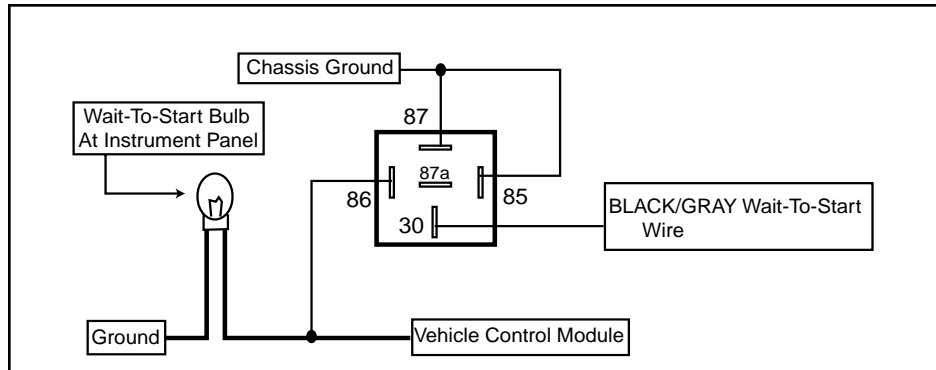 Chassis Ground
Wait-To-Start Bulb
At Instrument Panel
87
87a
86
85
30
BLACK/GRAY Wait-To-Start
Wire
Ground
Vehicle Control Module